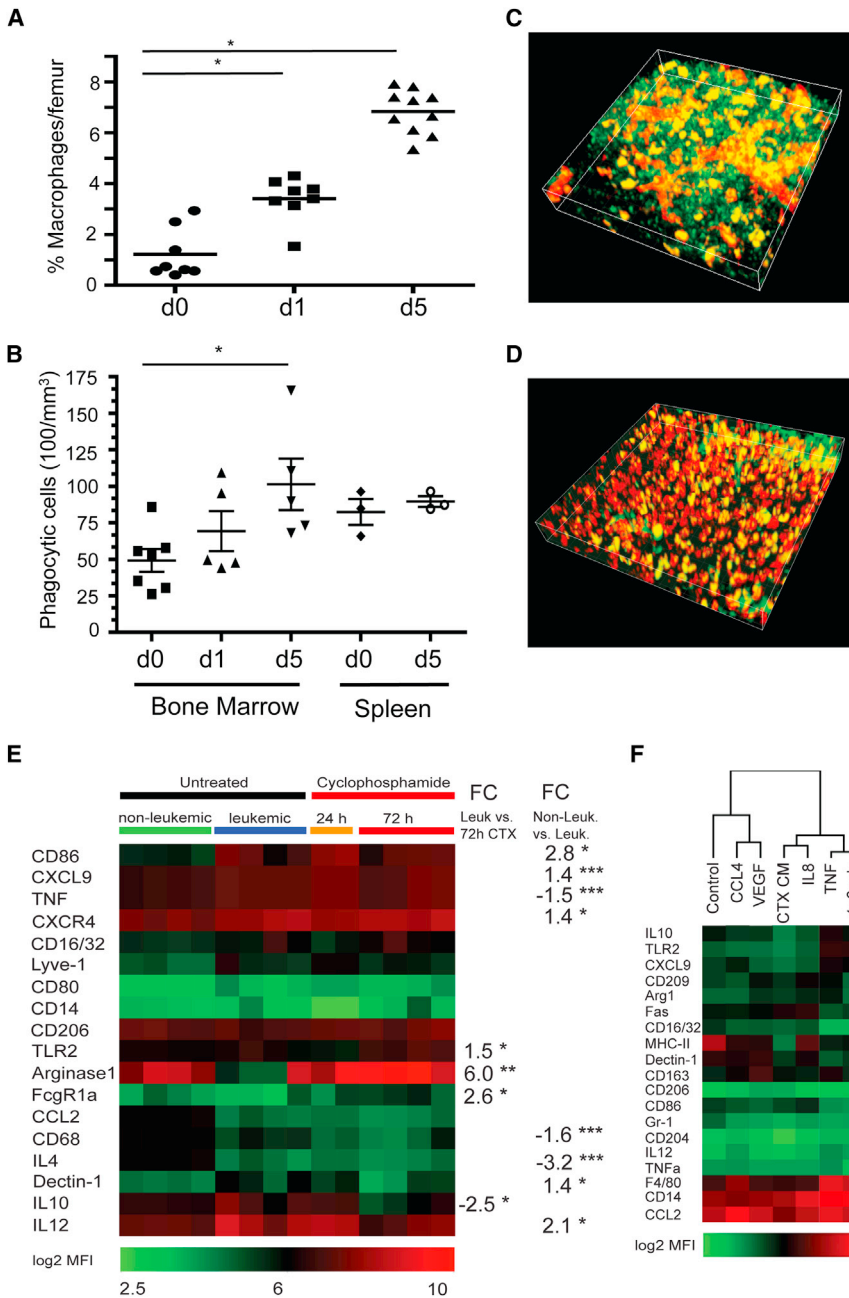 A
* *
% Macrophages/femur
8
6
4
2
0
d0 d1 d5
B
*
Phagocytic cells (100/mm³)
175
150
125
100
75
50
25
0
d0 d1 d5 d0 d5
Bone Marrow Spleen
C
D
E
Untreated Cyclophosphamide FC FC
non-leukemic leukemic 24 h 72 h
Leuk vs. 72h CTX
Non-Leuk. vs. Leuk.
CD86 2.8 *
CXCL9 1.4 ***
TNF -1.5 ***
CXCR4 1.4 *
CD16/32
Lyve-1
CD80
CD14
CD206
TLR2 1.5 *
Arginase1 6.0 **
FcgR1a 2.6 *
CCL2
CD68 -1.6 ***
IL4 -3.2 ***
Dectin-1 1.4 *
IL10 -2.5 *
IL12 2.1 *
log2 MFI
2.5 6 10
F
Control CCL4 VEGF CTX CM IL8 TNF
IL10
TLR2
CXCL9
CD209
Arg1
Fas
CD16/32
MHC-II
Dectin-1
CD163
CD206
CD86
Gr-1
CD204
IL12
TNFa
F4/80
CD14
CCL2
log2 MFI